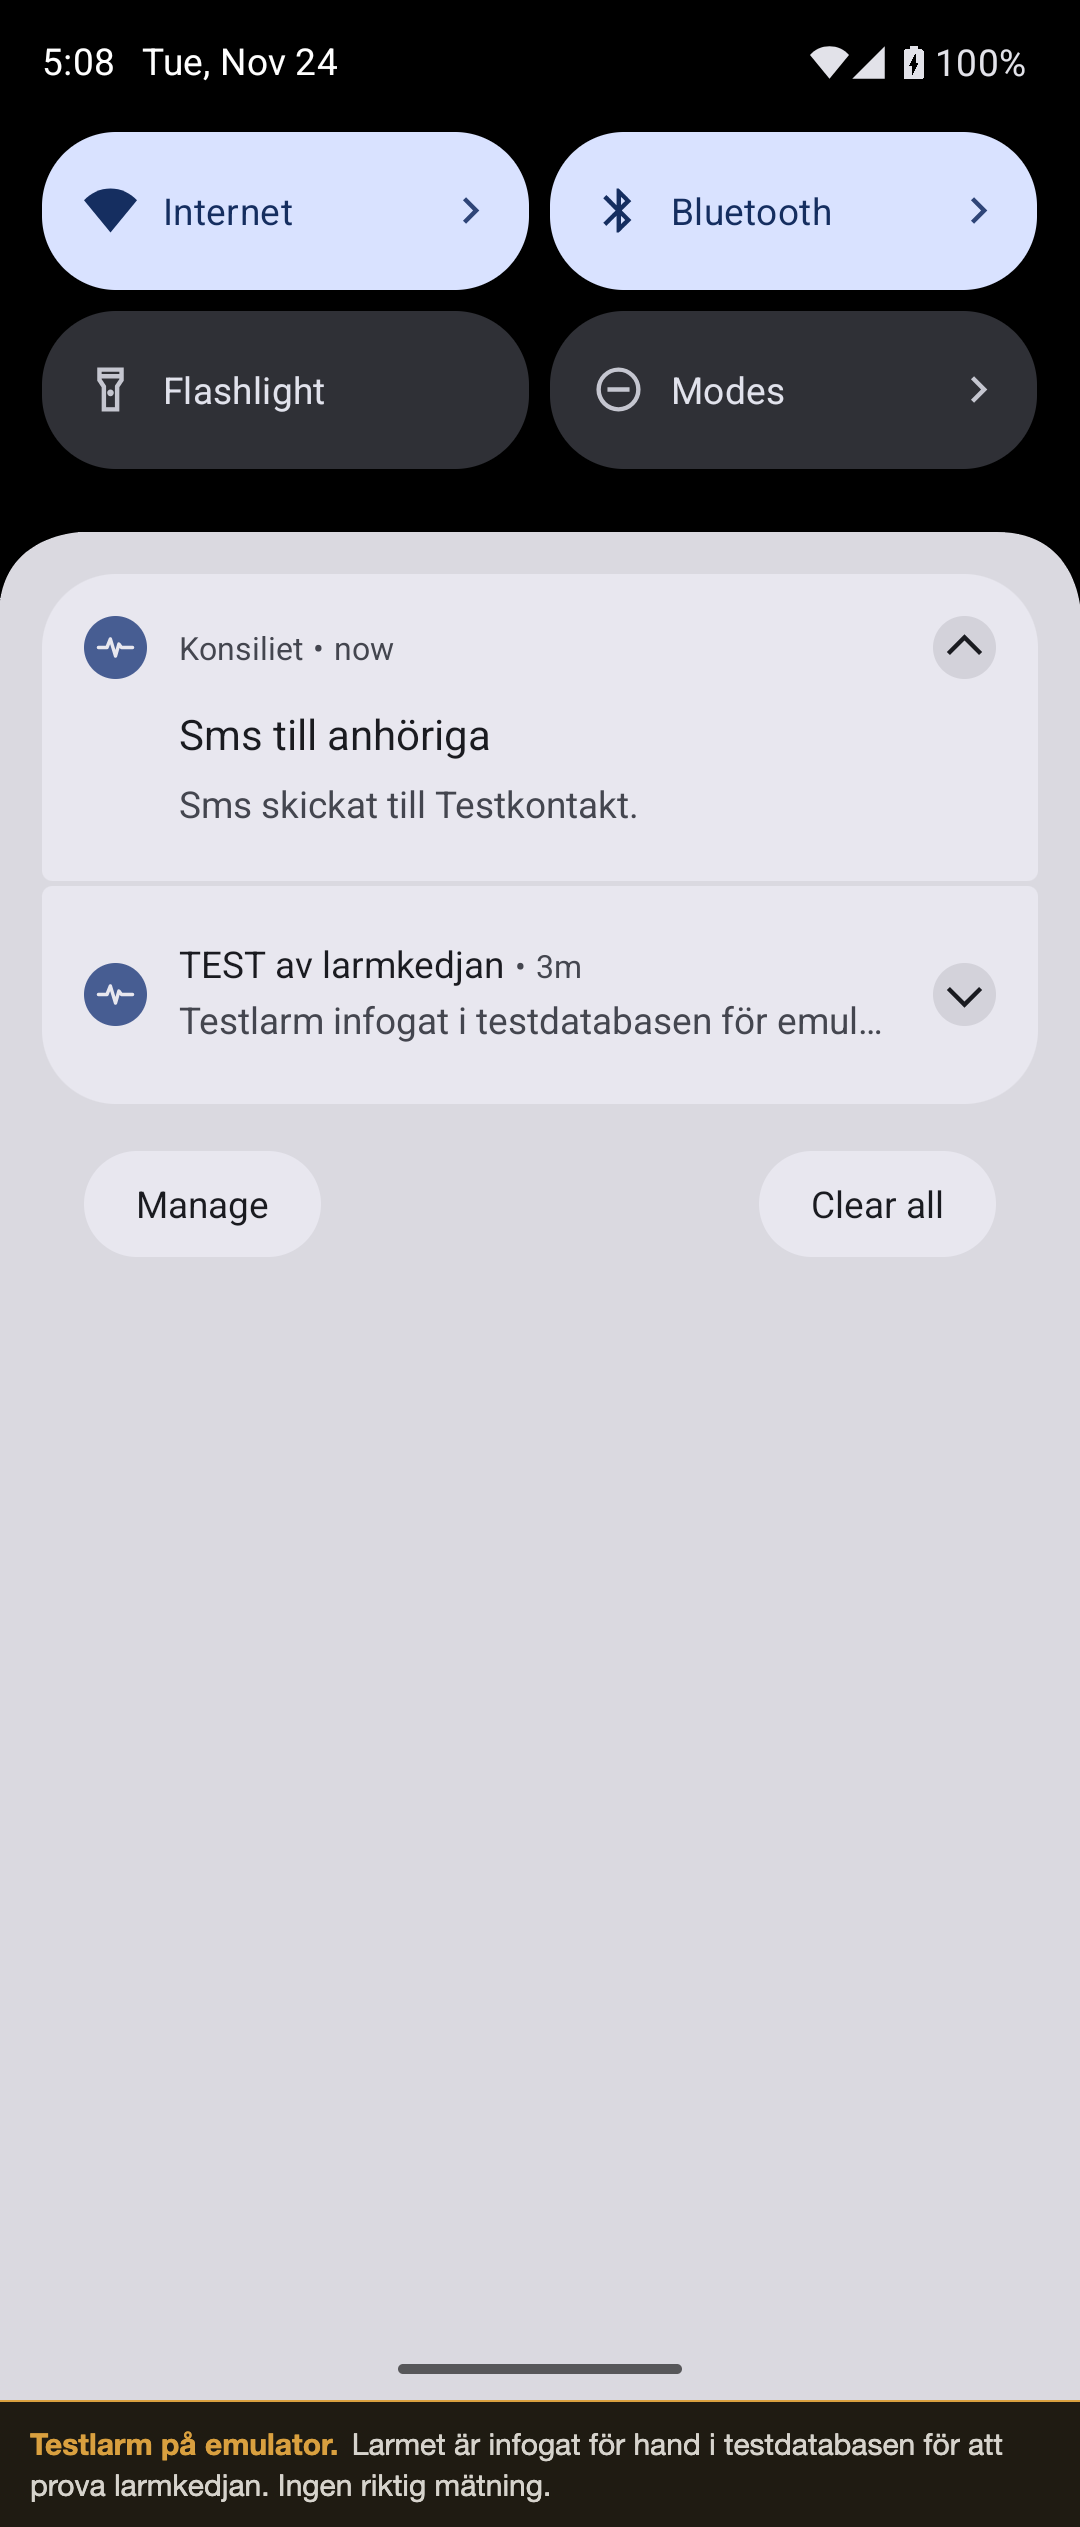 5:08 Tue, Nov 24 100%
Internet
Bluetooth
Flashlight
Modes
Konsiliet • now
Sms till anhöriga
Sms skickat till Testkontakt.
TEST av larmkedjan • 3m
Testlarm infogat i testdatabasen för emul...
Manage
Clear all
Testlarm på emulator. Larmet är infogat för hand i testdatabasen för att
prova larmkedjan. Ingen riktig mätning.